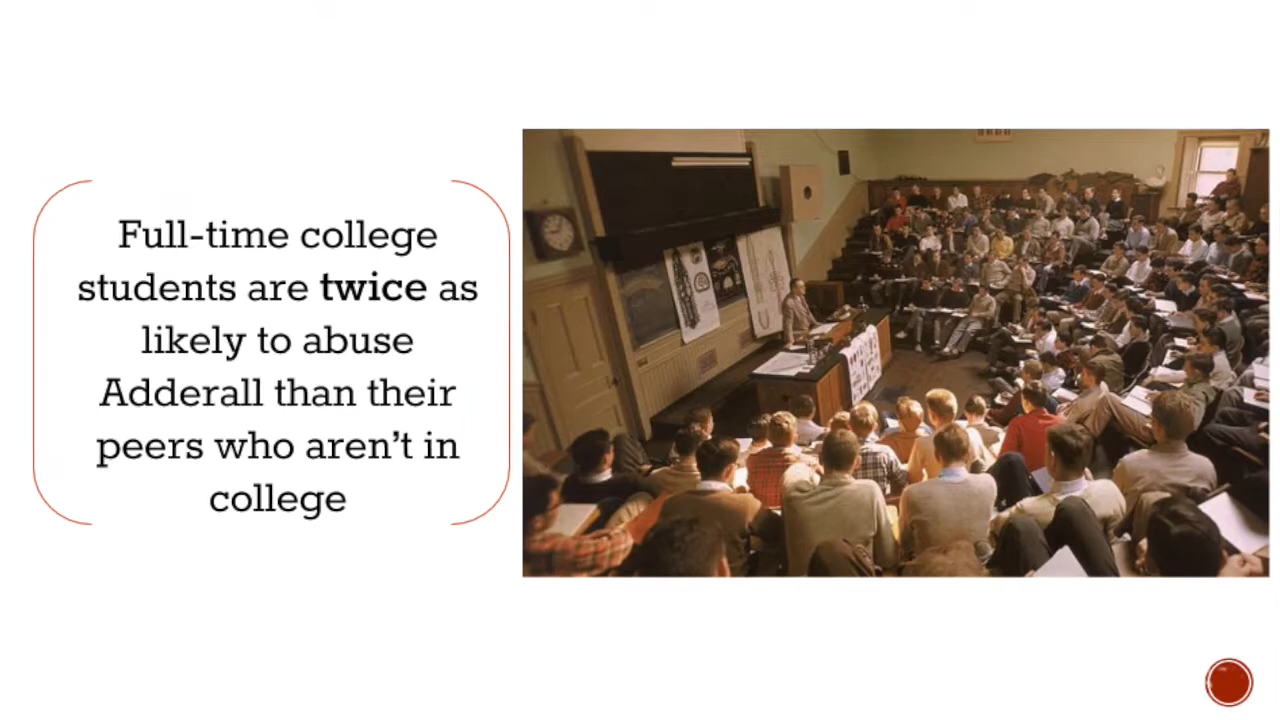 Full-time college
students are twice as
likely to abuse
Adderall than their
peers who aren’t in
college